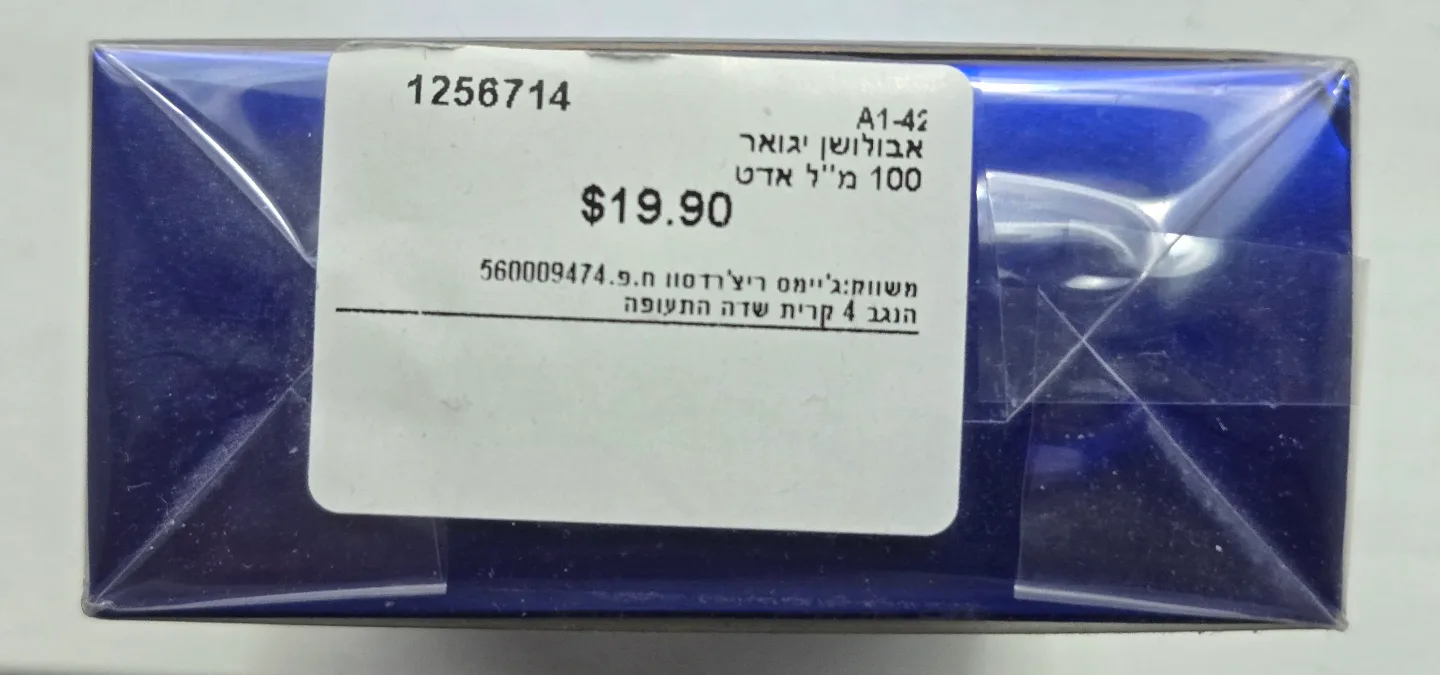 1256714
A1-42
אבולושן יגואר
100 מ''ל אדט
$19.90
משווק:ג'יימס ריצ'רדסון ח.פ.560009474
הנגב 4 קרית שדה התעופה